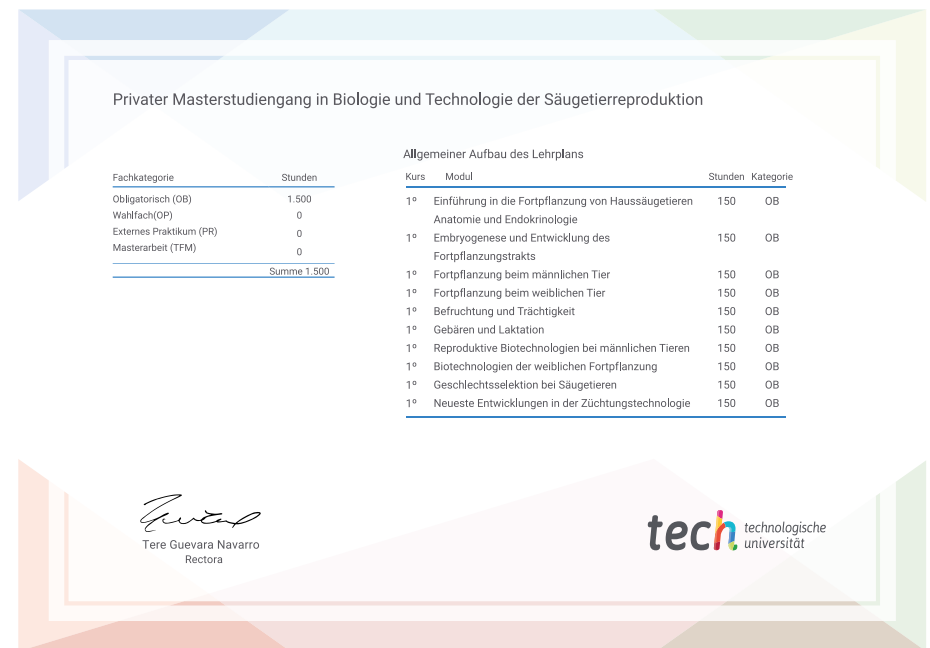 Privater Masterstudiengang in Biologie und Technologie der Säugetierreproduktion
Fachkategorie Stunden
Obligatorisch (OB) 1.500
Wahlfach(OP) 0
Externes Praktikum (PR) 0
Masterarbeit (TFM) 0
Summe 1.500
Allgemeiner Aufbau des Lehrplans
Kurs Modul Stunden Kategorie
1º Einführung in die Fortpflanzung von Haussäugetieren 150 OB
Anatomie und Endokrinologie
1º Embryogenese und Entwicklung des 150 OB
Fortpflanzungstrakts
1º Fortpflanzung beim männlichen Tier 150 OB
1º Fortpflanzung beim weiblichen Tier 150 OB
1º Befruchtung und Trächtigkeit 150 OB
1º Gebären und Laktation 150 OB
1º Reproduktive Biotechnologien bei männlichen Tieren 150 OB
1º Biotechnologien der weiblichen Fortpflanzung 150 OB
1º Geschlechtsselektion bei Säugetieren 150 OB
1º Neueste Entwicklungen in der Züchtungstechnologie 150 OB
Tere Guevara Navarro
Rectora
tech technologische
universität